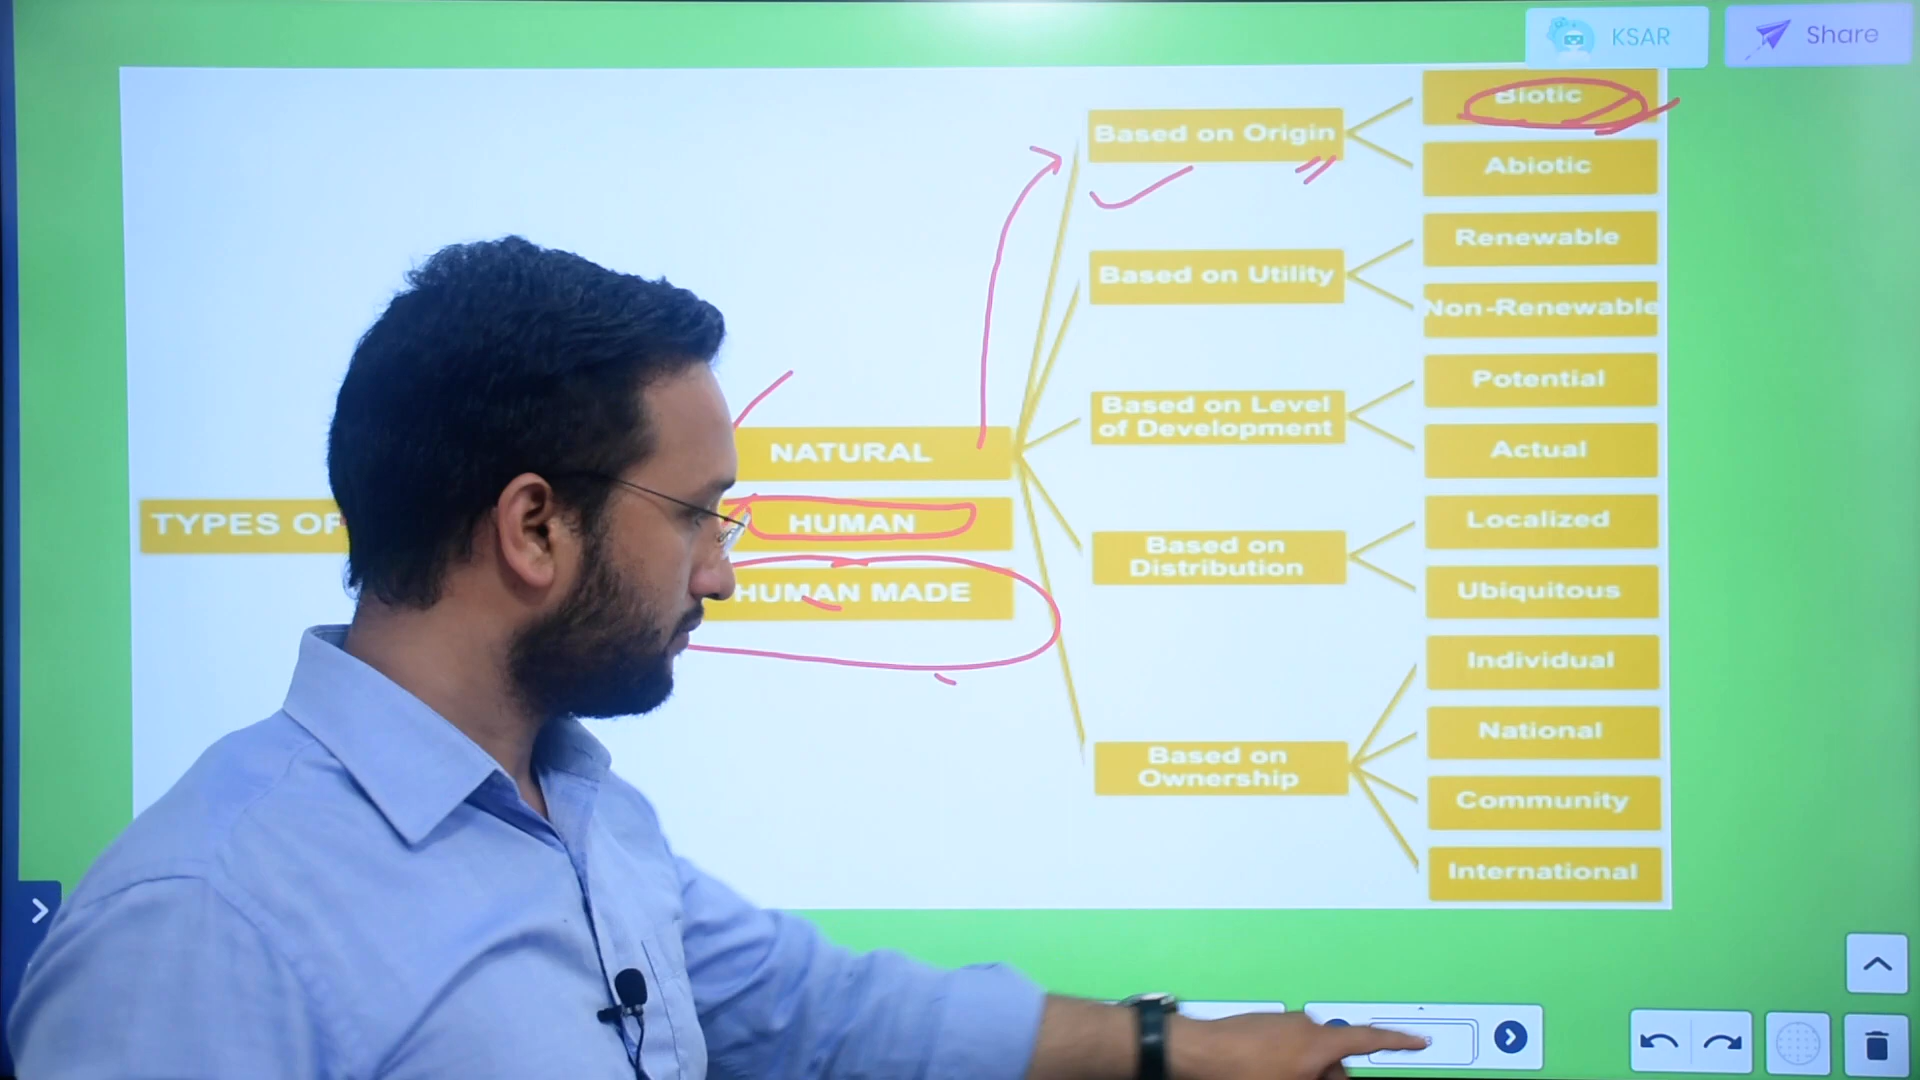 KSAR
Share
TYPES OF
NATURAL
HUMAN
HUMAN MADE
Based on Origin
Biotic
Abiotic
Based on Utility
Renewable
Non-Renewable
Based on Level
of Development
Potential
Actual
Based on
Distribution
Localized
Ubiquitous
Based on
Ownership
Individual
National
Community
International